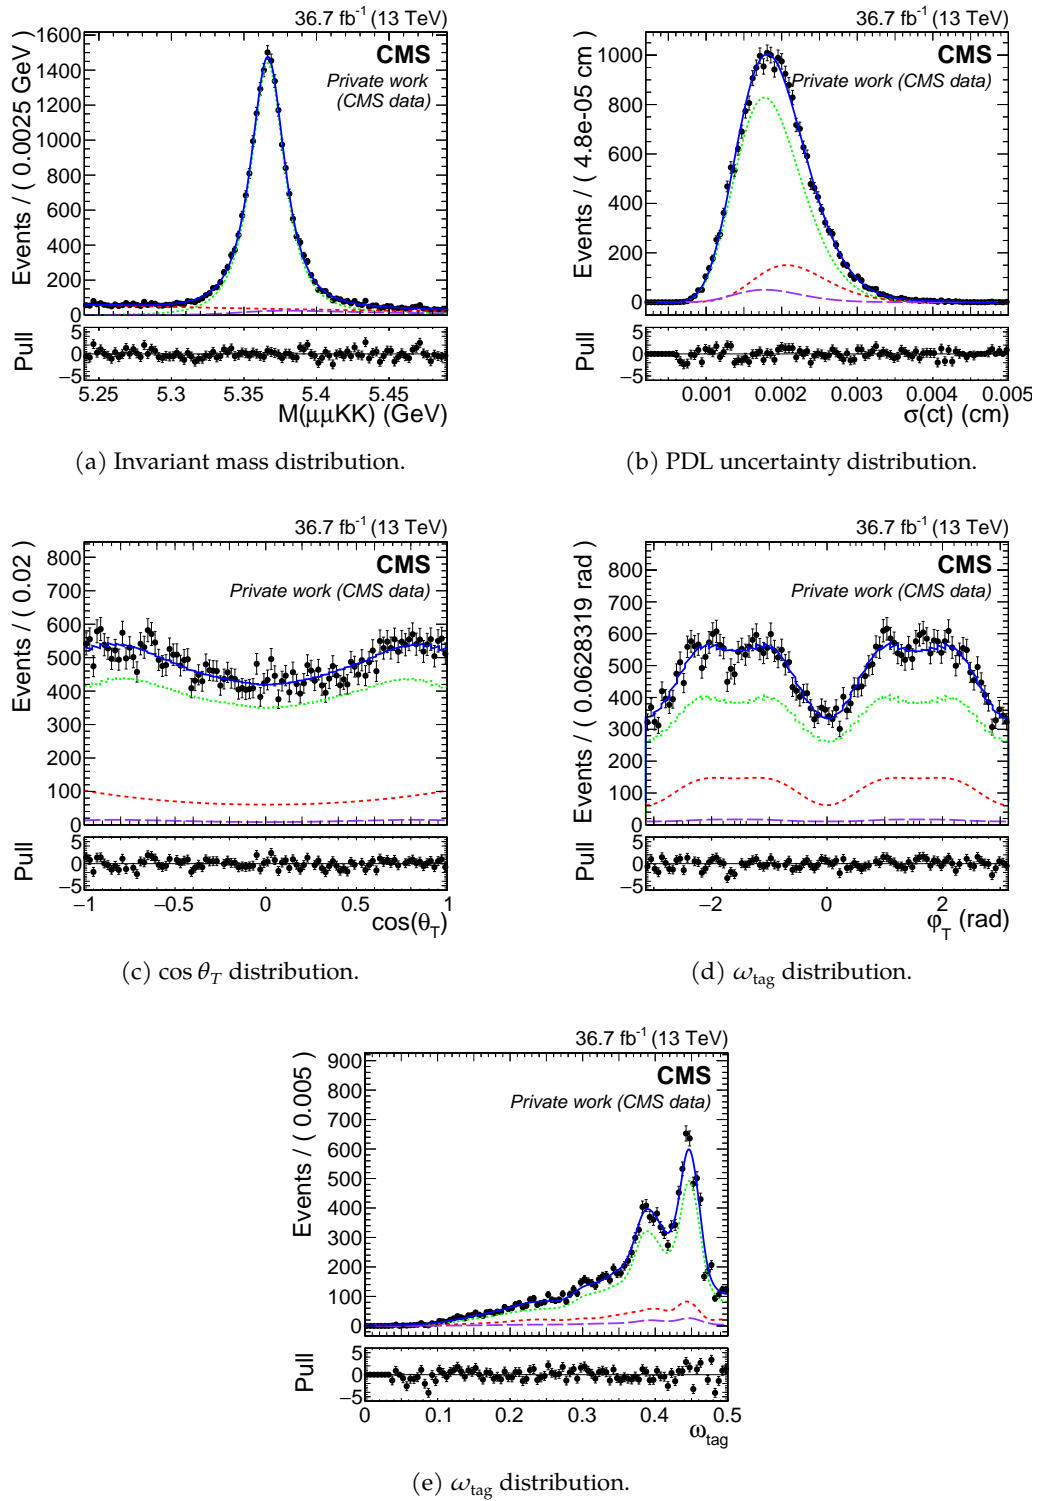 36.7 fb⁻¹ (13 TeV)
CMS
Private work
(CMS data)
Events / ( 0.0025 GeV )
1600
1400
1200
1000
800
600
400
200
0
Pull
5
0
−5
5.25 5.3 5.35 5.4 5.45
M(μμKK) (GeV)
(a) Invariant mass distribution.
36.7 fb⁻¹ (13 TeV)
CMS
Private work (CMS data)
Events / ( 4.8e-05 cm )
1000
800
600
400
200
0
Pull
5
0
−5
0.001 0.002 0.003 0.004 0.005
σ(ct) (cm)
(b) PDL uncertainty distribution.
36.7 fb⁻¹ (13 TeV)
CMS
Private work (CMS data)
Events / ( 0.02 )
800
700
600
500
400
300
200
100
0
Pull
5
0
−5
−1 −0.5 0 0.5 1
cos(θ_T)
(c) cos θ_T distribution.
36.7 fb⁻¹ (13 TeV)
CMS
Private work (CMS data)
Events / ( 0.0628319 rad )
800
700
600
500
400
300
200
100
0
Pull
5
0
−5
−2 0 2
φ_T (rad)
(d) ω_tag distribution.
36.7 fb⁻¹ (13 TeV)
CMS
Private work (CMS data)
Events / ( 0.005 )
900
800
700
600
500
400
300
200
100
0
Pull
5
0
−5
0 0.1 0.2 0.3 0.4 0.5
ω_tag
(e) ω_tag distribution.